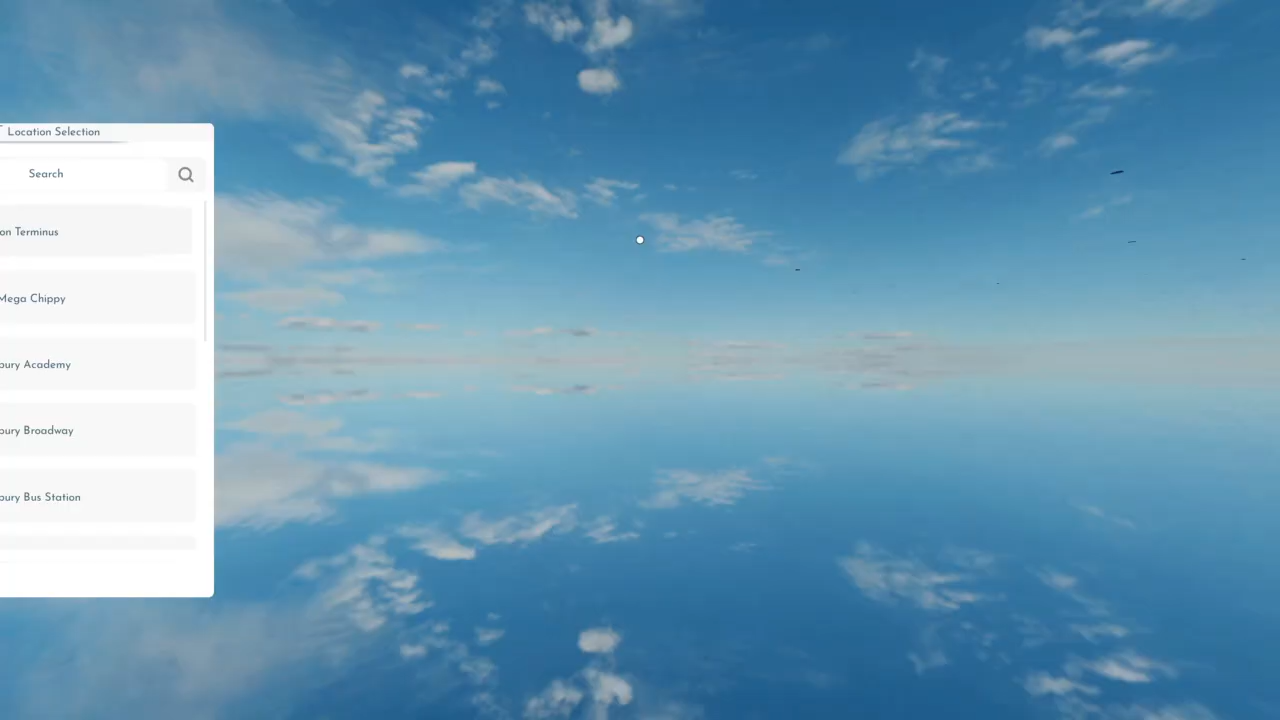 Location Selection
Search
on Terminus
Mega Chippy
bury Academy
bury Broadway
bury Bus Station